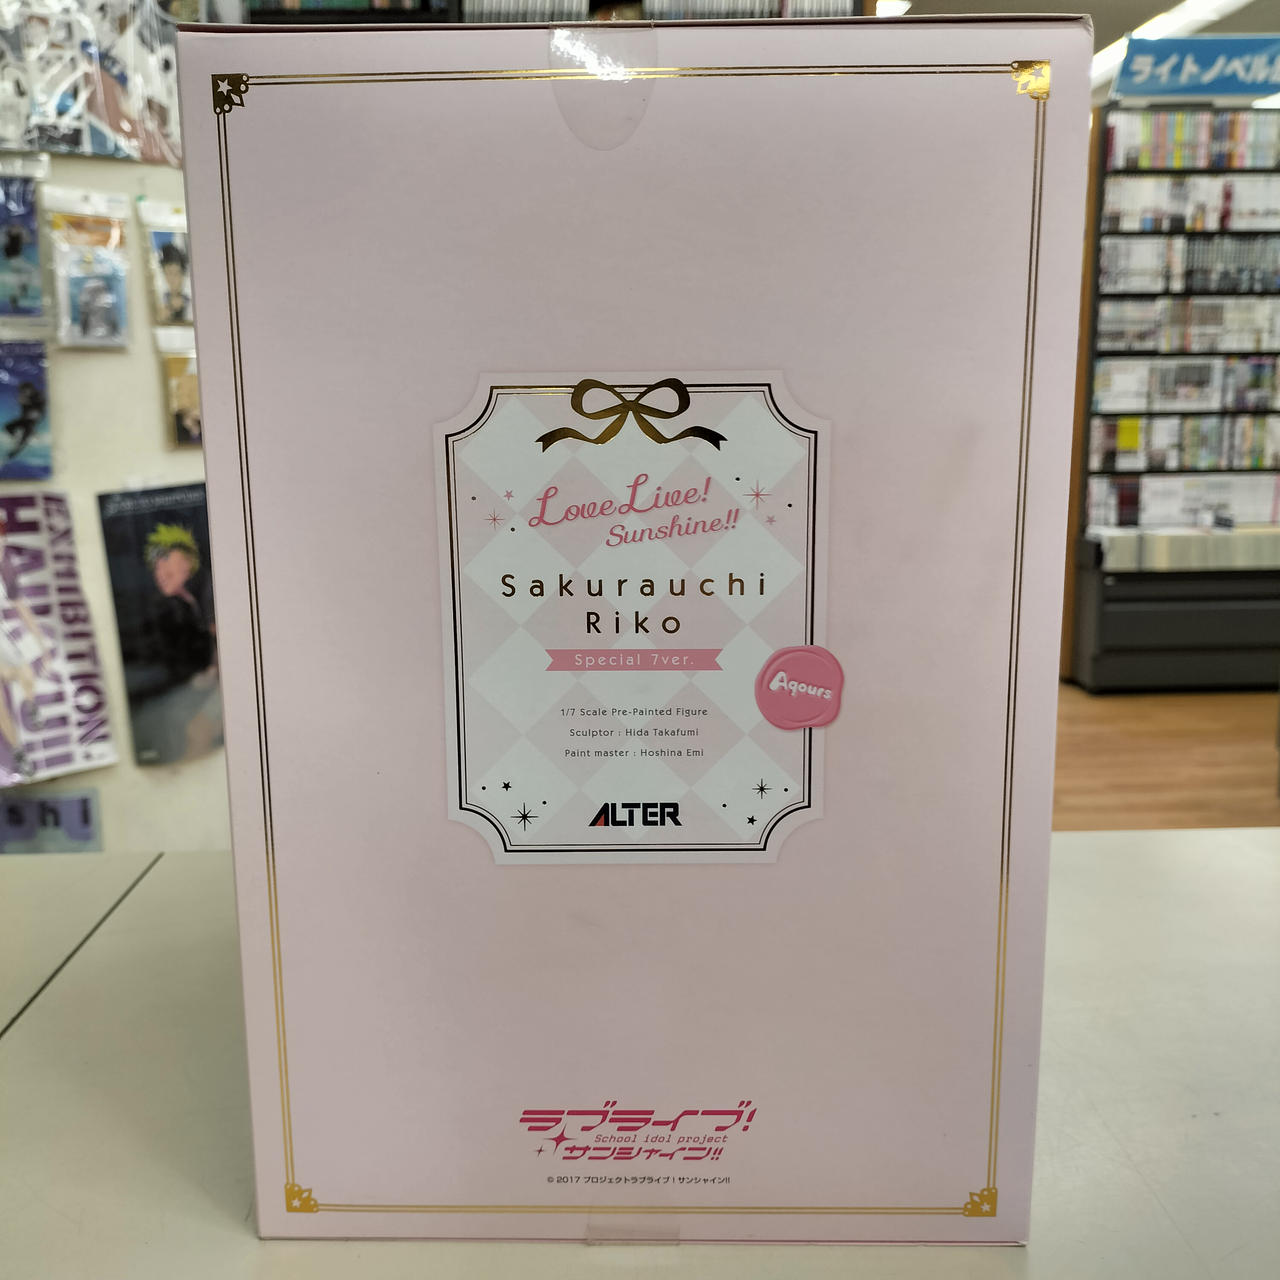 ライトノベル
Love Live!
Sunshine!!
Sakurauchi
Riko
Special 7ver.
Aqours
1/7 Scale Pre-Painted Figure
Sculptor : Hida Takafumi
Paint master : Hoshina Emi
ALTER
ラブライブ!
School idol project
サンシャイン!!
© 2017 プロジェクトラブライブ！サンシャイン!!
EXHIBITION
HAIKYU!!
shi